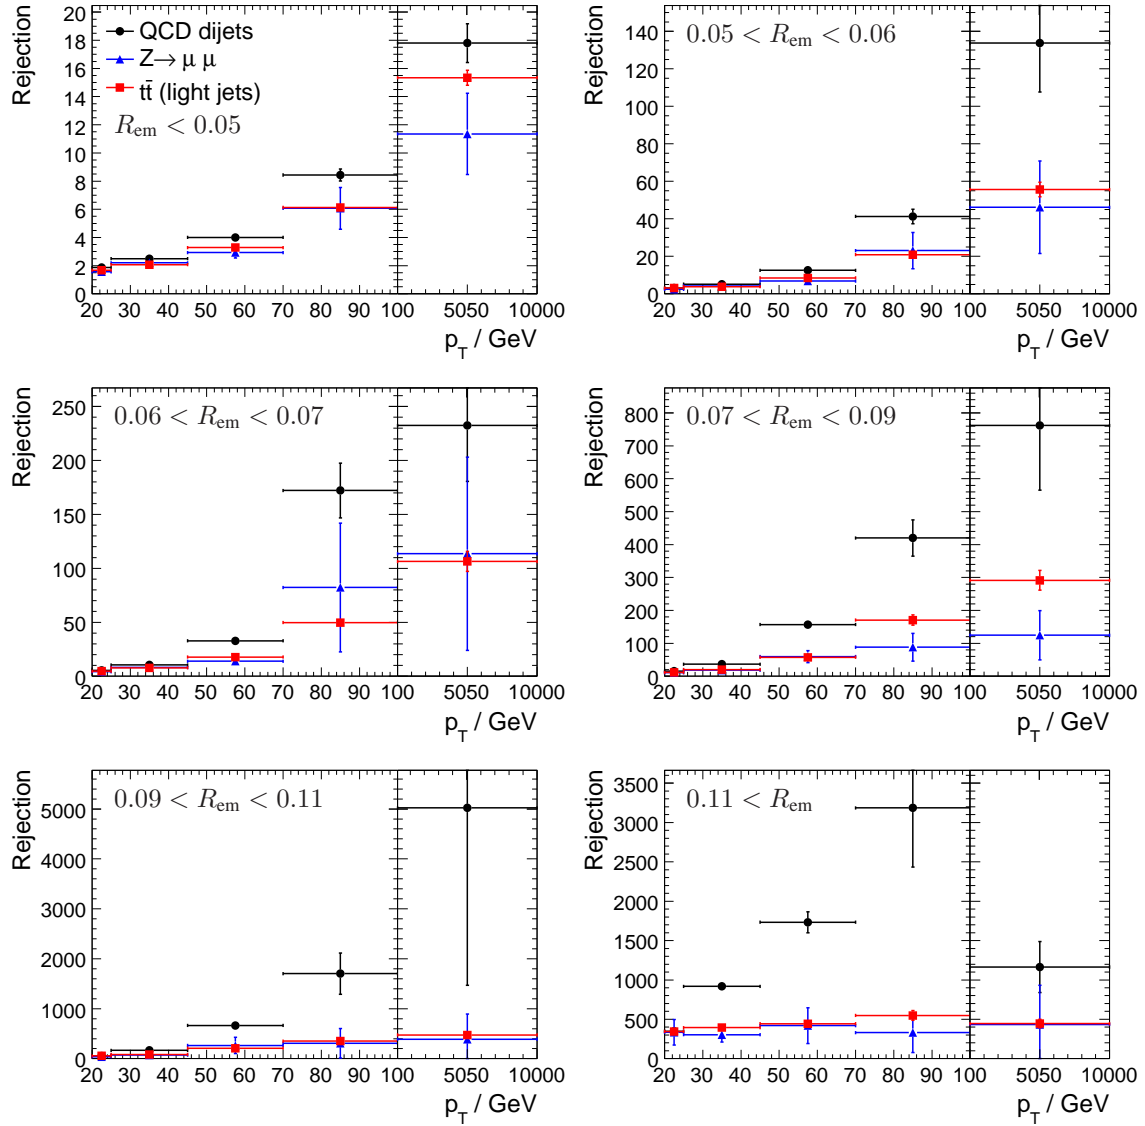 Rejection
20
18
16
14
12
10
8
6
4
2
0
QCD dijets
Z→ μ μ
tt̄ (light jets)
R_em < 0.05
20 30 40 50 60 70 80 90 100 5050 10000
p_T / GeV
Rejection
140
120
100
80
60
40
20
0
0.05 < R_em < 0.06
20 30 40 50 60 70 80 90 100 5050 10000
p_T / GeV
Rejection
250
200
150
100
50
0
0.06 < R_em < 0.07
20 30 40 50 60 70 80 90 100 5050 10000
p_T / GeV
Rejection
800
700
600
500
400
300
200
100
0
0.07 < R_em < 0.09
20 30 40 50 60 70 80 90 100 5050 10000
p_T / GeV
Rejection
5000
4000
3000
2000
1000
0
0.09 < R_em < 0.11
20 30 40 50 60 70 80 90 100 5050 10000
p_T / GeV
Rejection
3500
3000
2500
2000
1500
1000
500
0
0.11 < R_em
20 30 40 50 60 70 80 90 100 5050 10000
p_T / GeV